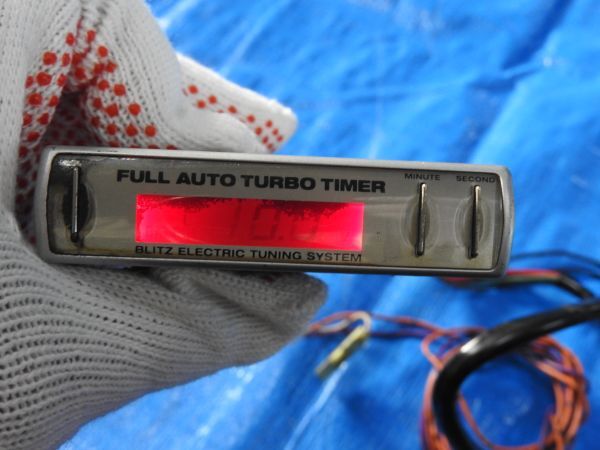 MINUTE SECOND
FULL AUTO TURBO TIMER
BLITZ ELECTRIC TUNING SYSTEM